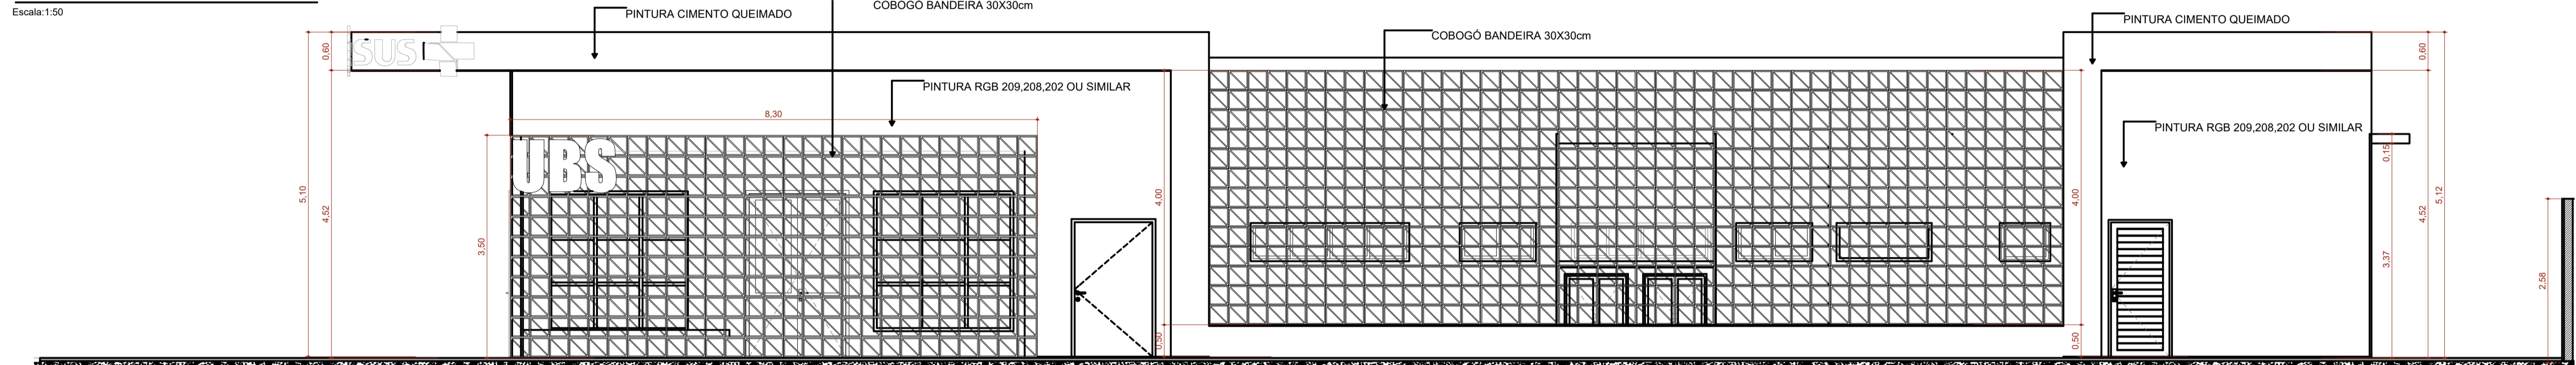 Escala:1:50
PINTURA CIMENTO QUEIMADO
COBOGÓ BANDEIRA 30X30cm
COBOGÓ BANDEIRA 30X30cm
PINTURA CIMENTO QUEIMADO
SUS
0,60
0,60
PINTURA RGB 209,208,202 OU SIMILAR
8,30
PINTURA RGB 209,208,202 OU SIMILAR
UBS
0,15
5,10
4,52
3,50
4,00
4,00
4,52
5,12
3,37
2,58
0,50
0,50